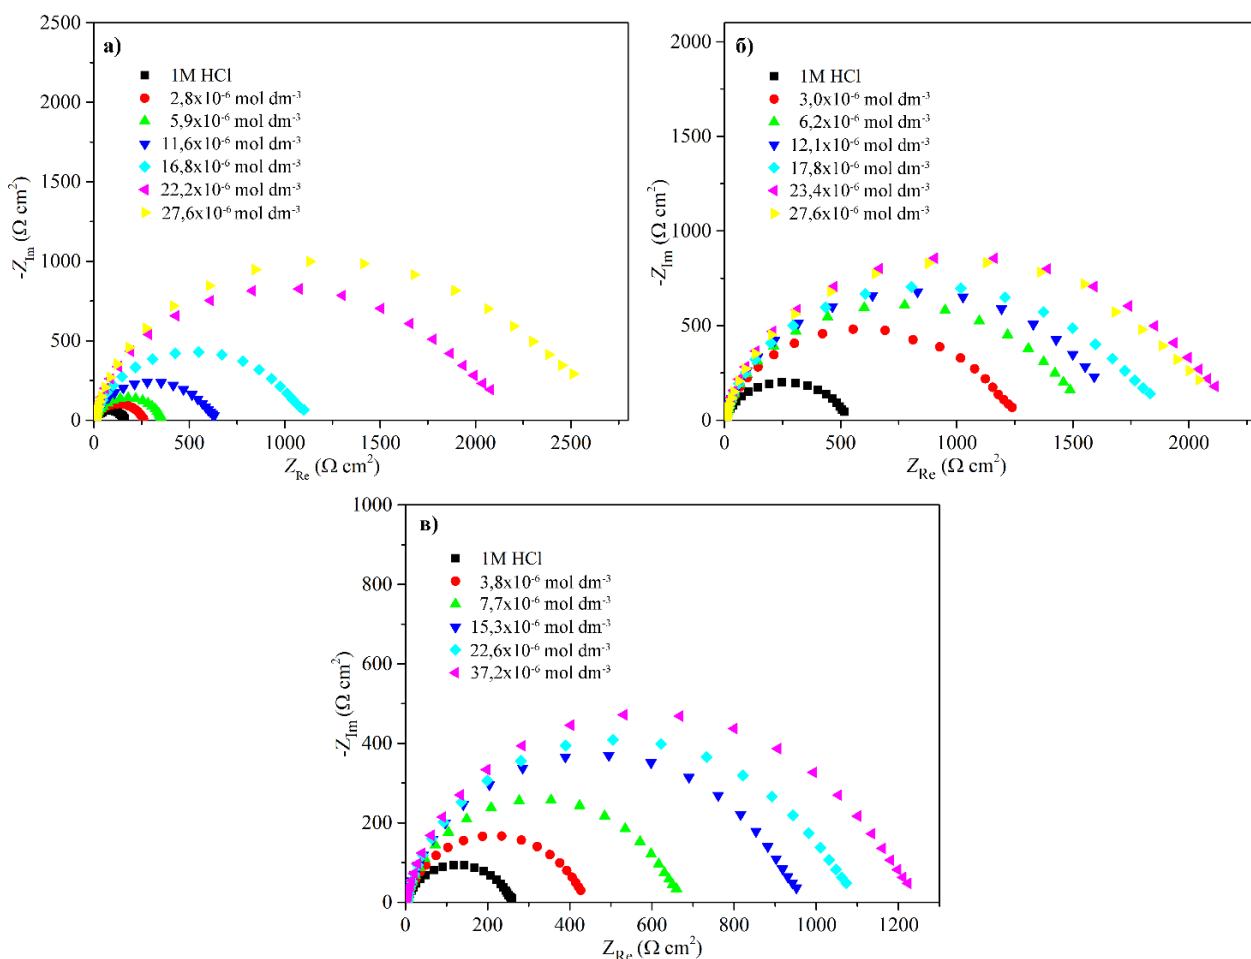 а)
1M HCl
2,8x10⁻⁶ mol dm⁻³
5,9x10⁻⁶ mol dm⁻³
11,6x10⁻⁶ mol dm⁻³
16,8x10⁻⁶ mol dm⁻³
22,2x10⁻⁶ mol dm⁻³
27,6x10⁻⁶ mol dm⁻³
2500
2000
1500
1000
500
0
-Z_Im (Ω cm²)
0 500 1000 1500 2000 2500
Z_Re (Ω cm²)
б)
1M HCl
3,0x10⁻⁶ mol dm⁻³
6,2x10⁻⁶ mol dm⁻³
12,1x10⁻⁶ mol dm⁻³
17,8x10⁻⁶ mol dm⁻³
23,4x10⁻⁶ mol dm⁻³
27,6x10⁻⁶ mol dm⁻³
2000
1500
1000
500
0
-Z_Im (Ω cm²)
0 500 1000 1500 2000
Z_Re (Ω cm²)
в)
1M HCl
3,8x10⁻⁶ mol dm⁻³
7,7x10⁻⁶ mol dm⁻³
15,3x10⁻⁶ mol dm⁻³
22,6x10⁻⁶ mol dm⁻³
37,2x10⁻⁶ mol dm⁻³
1000
800
600
400
200
0
-Z_Im (Ω cm²)
0 200 400 600 800 1000 1200
Z_Re (Ω cm²)